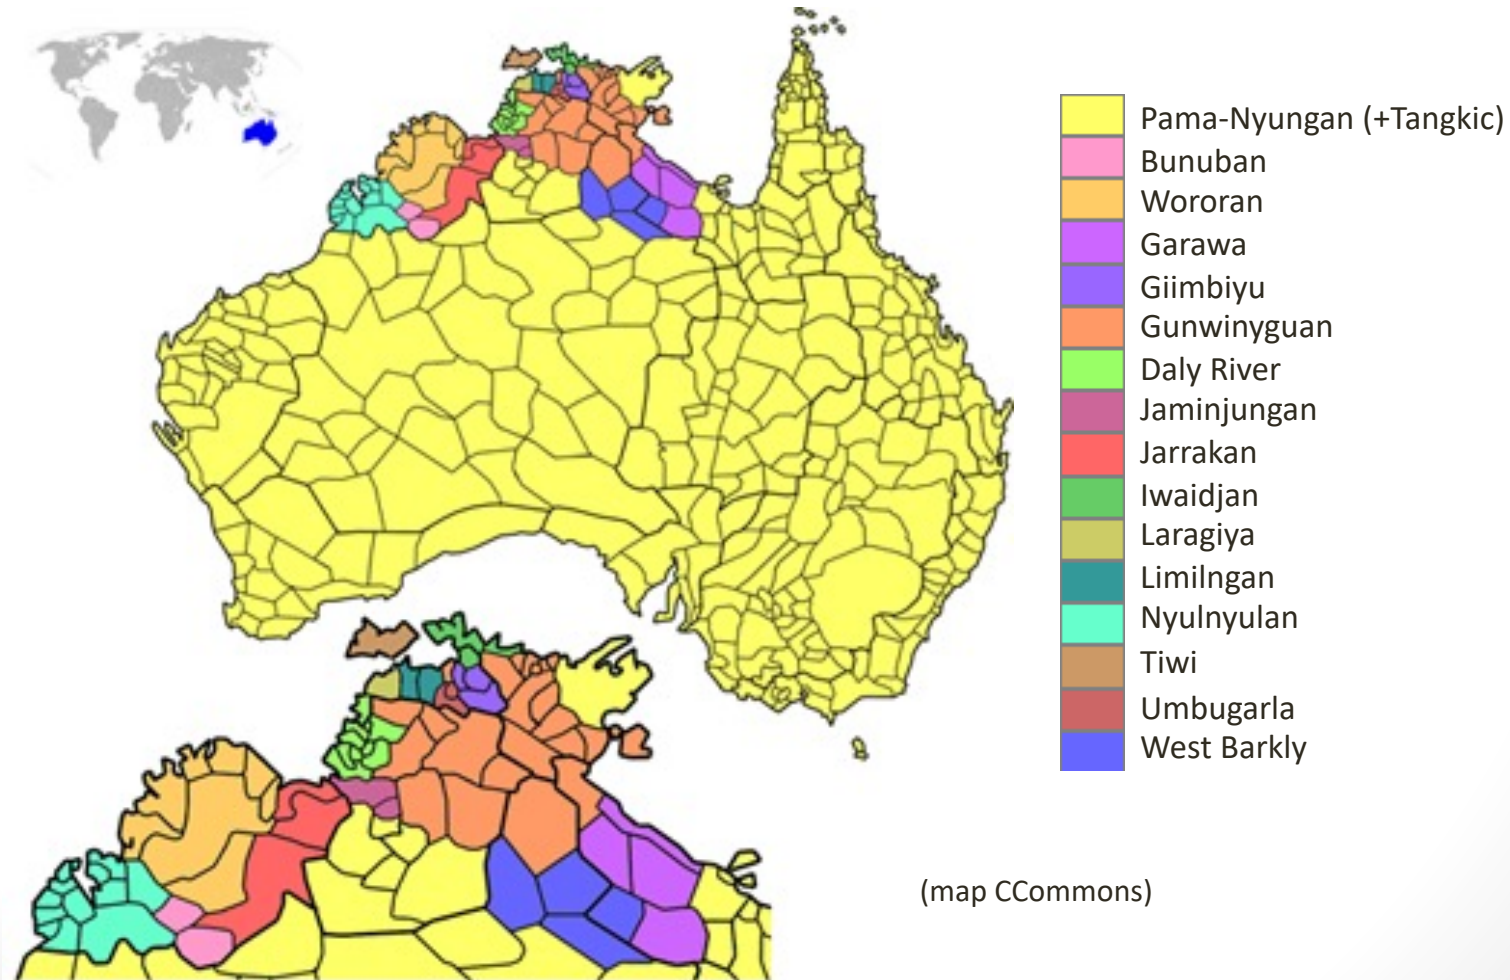 Pama-Nyungan (+Tangkic)
Bunuban
Wororan
Garawa
Giimbiyu
Gunwinyguan
Daly River
Jaminjungan
Jarrakan
Iwaidjan
Laragiya
Limilngan
Nyulnyulan
Tiwi
Umbugarla
West Barkly
(map CCommons)